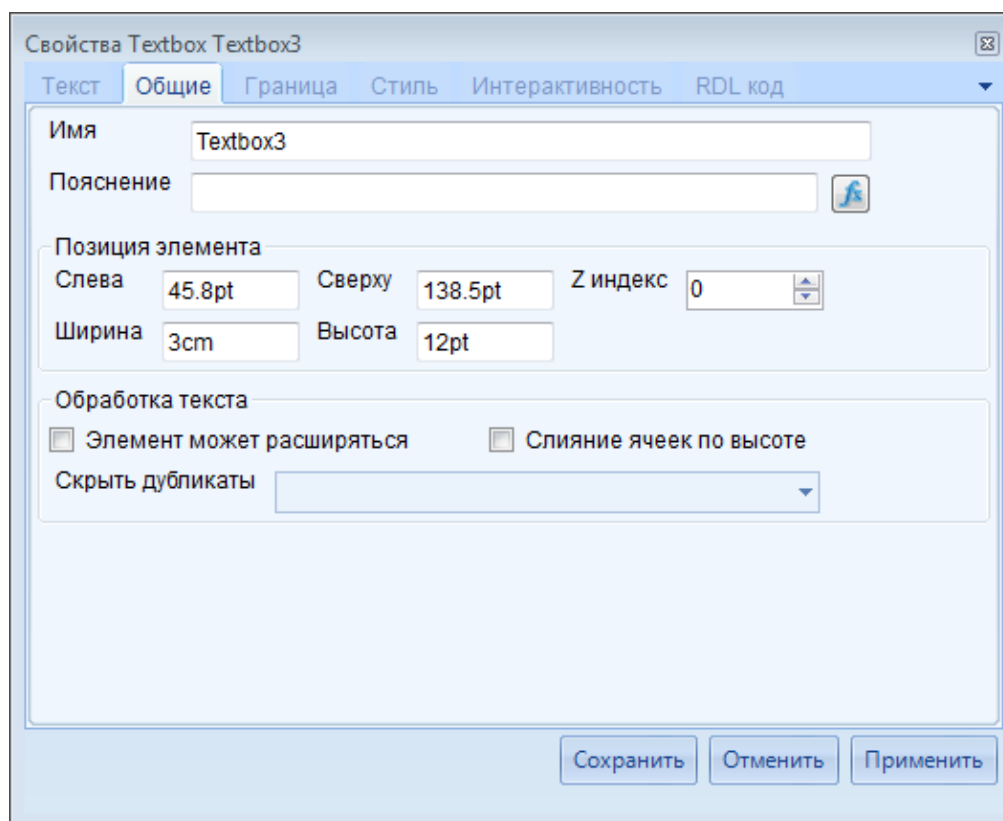 Свойства Textbox Textbox3
Текст Общие Граница Стиль Интерактивность RDL код
Имя Textbox3
Пояснение fx
Позиция элемента
Слева 45.8pt Сверху 138.5pt Z индекс 0
Ширина 3cm Высота 12pt
Обработка текста
Элемент может расширяться Слияние ячеек по высоте
Скрыть дубликаты
Сохранить Отменить Применить